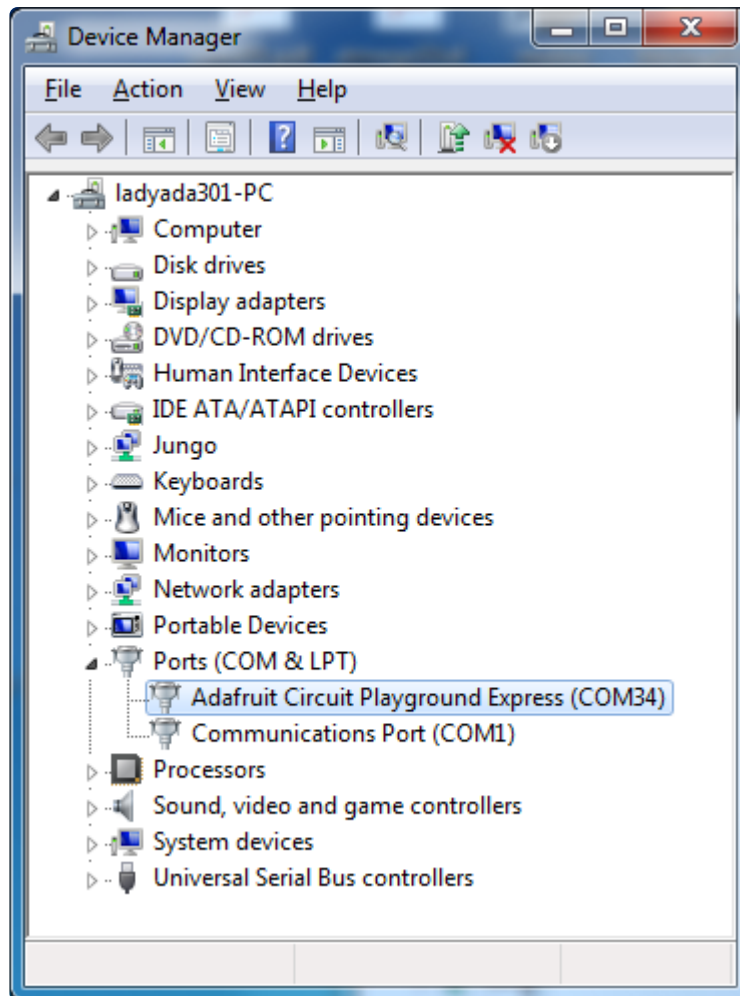 Device Manager
File Action View Help
ladyada301-PC
Computer
Disk drives
Display adapters
DVD/CD-ROM drives
Human Interface Devices
IDE ATA/ATAPI controllers
Jungo
Keyboards
Mice and other pointing devices
Monitors
Network adapters
Portable Devices
Ports (COM & LPT)
Adafruit Circuit Playground Express (COM34)
Communications Port (COM1)
Processors
Sound, video and game controllers
System devices
Universal Serial Bus controllers